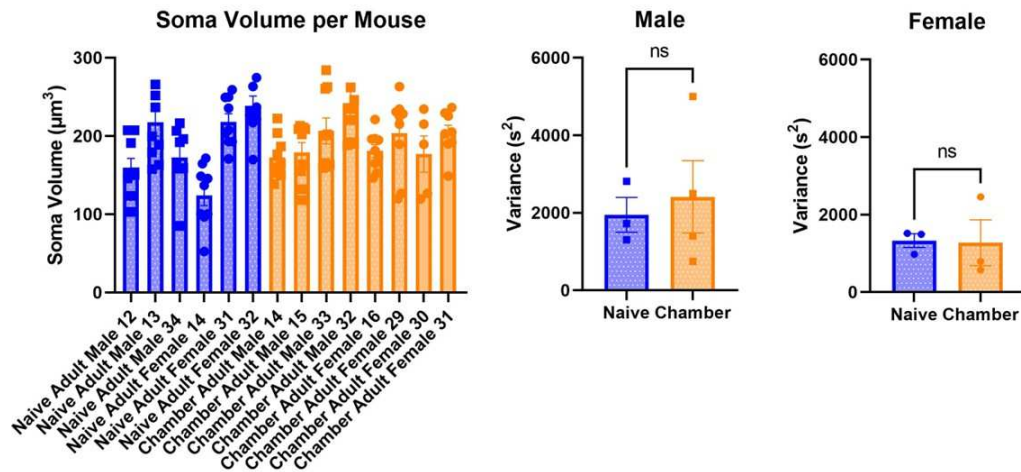 Soma Volume per Mouse
Soma Volume (µm³)
300
200
100
0
Naive Adult Male 12
Naive Adult Male 13
Naive Adult Male 34
Naive Adult Female 14
Naive Adult Female 31
Naive Adult Female 32
Chamber Adult Male 14
Chamber Adult Male 15
Chamber Adult Male 33
Chamber Adult Male 32
Chamber Adult Female 16
Chamber Adult Female 29
Chamber Adult Female 30
Chamber Adult Female 31
Male
Variance (s²)
6000
4000
2000
0
ns
Naive Chamber
Female
Variance (s²)
6000
4000
2000
0
ns
Naive Chamber